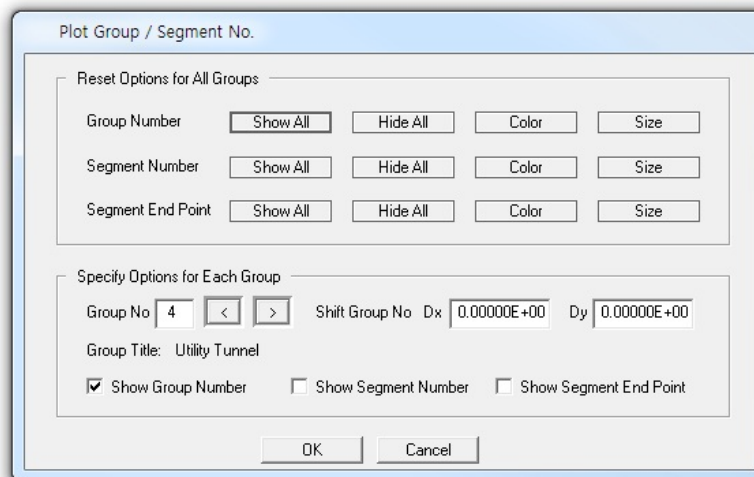 Plot Group / Segment No.
Reset Options for All Groups
Group Number Show All Hide All Color Size
Segment Number Show All Hide All Color Size
Segment End Point Show All Hide All Color Size
Specify Options for Each Group
Group No 4 < > Shift Group No Dx 0.00000E+00 Dy 0.00000E+00
Group Title: Utility Tunnel
Show Group Number Show Segment Number Show Segment End Point
OK Cancel